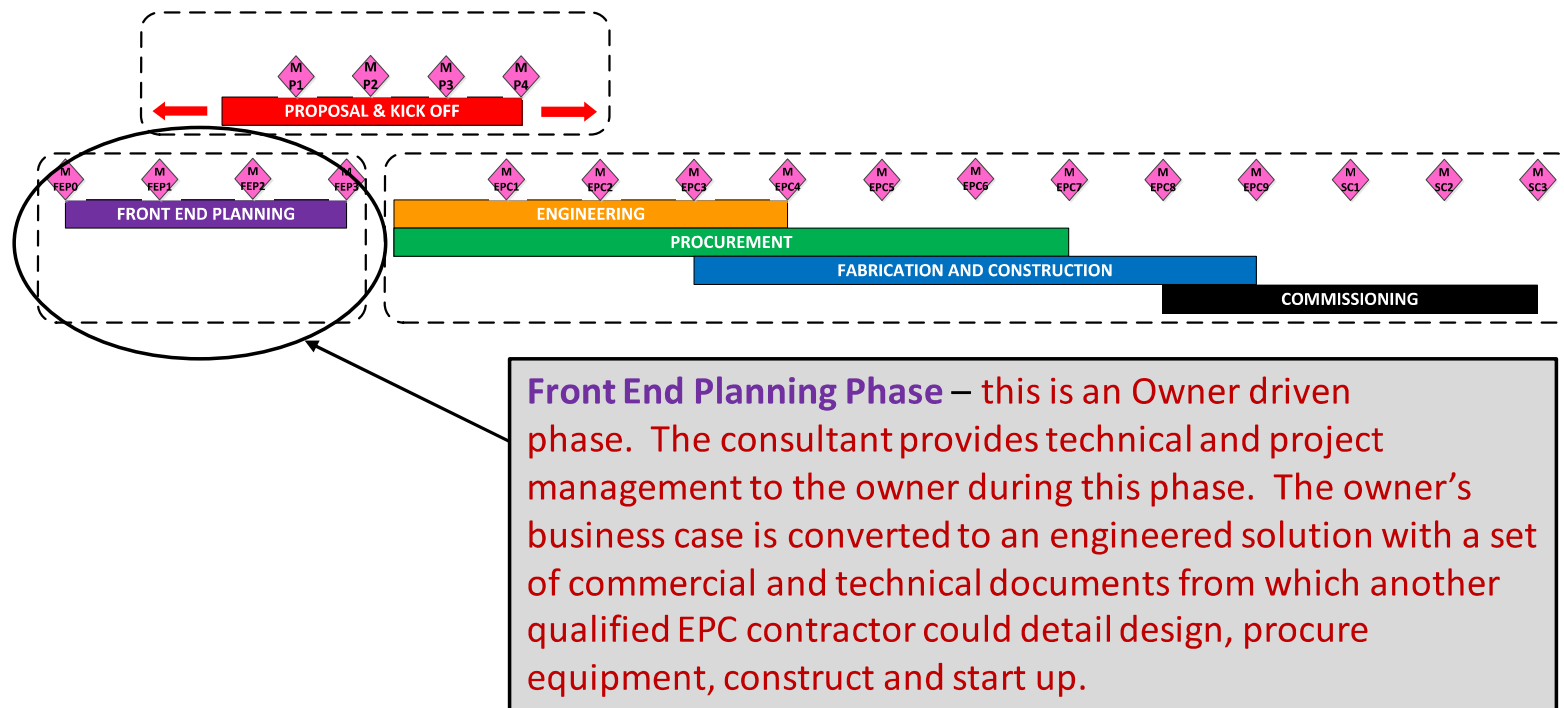 M M M M
P1 P2 P3 P4
PROPOSAL & KICK OFF
M M M M M M M M M M M M M M M M
FEP0 FEP1 FEP2 FEP3 EPC1 EPC2 EPC3 EPC4 EPC5 EPC6 EPC7 EPC8 EPC9 SC1 SC2 SC3
FRONT END PLANNING ENGINEERING
PROCUREMENT
FABRICATION AND CONSTRUCTION
COMMISSIONING
Front End Planning Phase – this is an Owner driven
phase. The consultant provides technical and project
management to the owner during this phase. The owner’s
business case is converted to an engineered solution with a set
of commercial and technical documents from which another
qualified EPC contractor could detail design, procure
equipment, construct and start up.